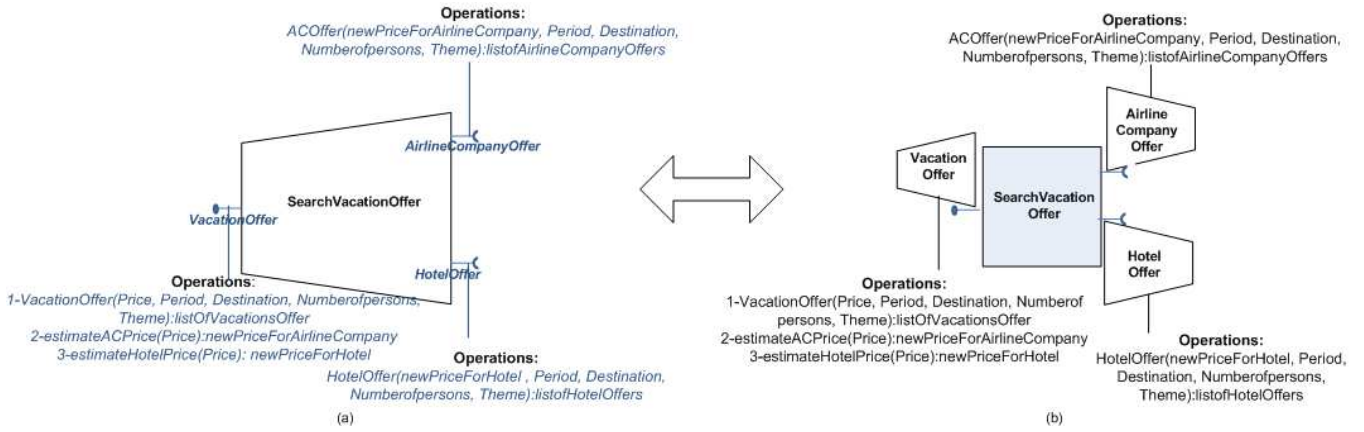 Operations:
ACOffer(newPriceForAirlineCompany, Period, Destination,
Numberofpersons, Theme):listofAirlineCompanyOffers
AirlineCompanyOffer
SearchVacationOffer
VacationOffer
HotelOffer
Operations:
1-VacationOffer(Price, Period, Destination, Numberofpersons,
Theme):listOfVacationsOffer
2-estimateACPrice(Price):newPriceForAirlineCompany
3-estimateHotelPrice(Price): newPriceForHotel
Operations:
HotelOffer(newPriceForHotel , Period, Destination,
Numberofpersons, Theme):listofHotelOffers
(a)
Operations:
ACOffer(newPriceForAirlineCompany, Period, Destination,
Numberofpersons, Theme):listofAirlineCompanyOffers
Airline
Company
Offer
Vacation
Offer
SearchVacation
Offer
Hotel
Offer
Operations:
1-VacationOffer(Price, Period, Destination, Numberof
persons, Theme):listOfVacationsOffer
2-estimateACPrice(Price):newPriceForAirlineCompany
3-estimateHotelPrice(Price):newPriceForHotel
Operations:
HotelOffer(newPriceForHotel, Period,
Destination, Numberofpersons,
Theme):listofHotelOffers
(b)